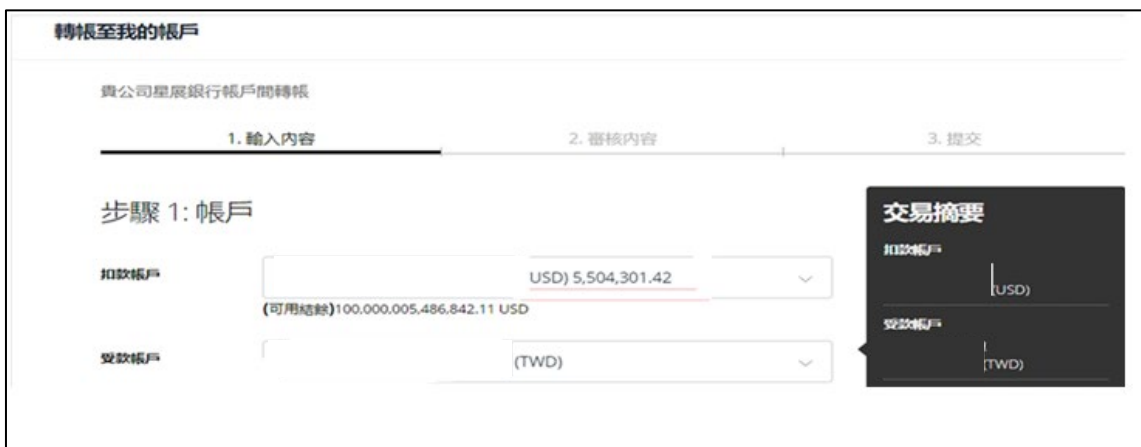 轉帳至我的帳戶
貴公司星展銀行帳戶間轉帳
1. 輸入內容
2. 審核內容
3. 提交
步驟 1: 帳戶
扣款帳戶
USD) 5,504,301.42
(可用結餘)100,000,005,486,842.11 USD
受款帳戶
(TWD)
交易摘要
扣款帳戶
(USD)
受款帳戶
(TWD)